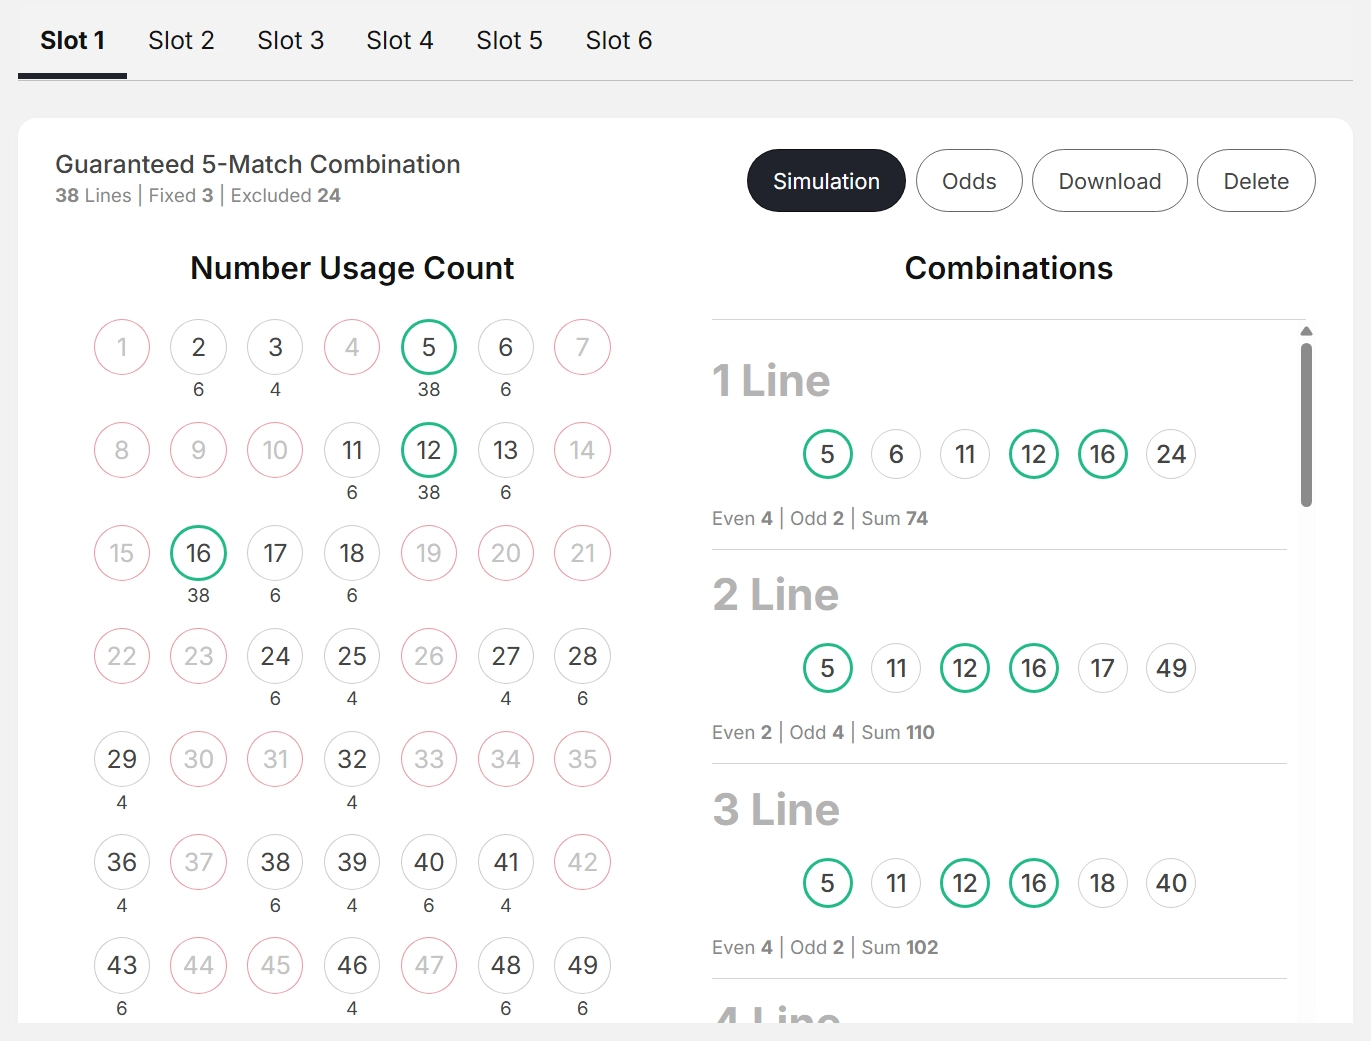 Slot 1 Slot 2 Slot 3 Slot 4 Slot 5 Slot 6
Guaranteed 5-Match Combination
38 Lines | Fixed 3 | Excluded 24
Simulation Odds Download Delete
Number Usage Count
1 2 3 4 5 6 7
6 4 38 6
8 9 10 11 12 13 14
6 38 6
15 16 17 18 19 20 21
38 6 6
22 23 24 25 26 27 28
6 4 4 6
29 30 31 32 33 34 35
4 4
36 37 38 39 40 41 42
4 6 4 6 4
43 44 45 46 47 48 49
6 4 6 6
Combinations
1 Line
5 6 11 12 16 24
Even 4 | Odd 2 | Sum 74
2 Line
5 11 12 16 17 49
Even 2 | Odd 4 | Sum 110
3 Line
5 11 12 16 18 40
Even 4 | Odd 2 | Sum 102
4 Line